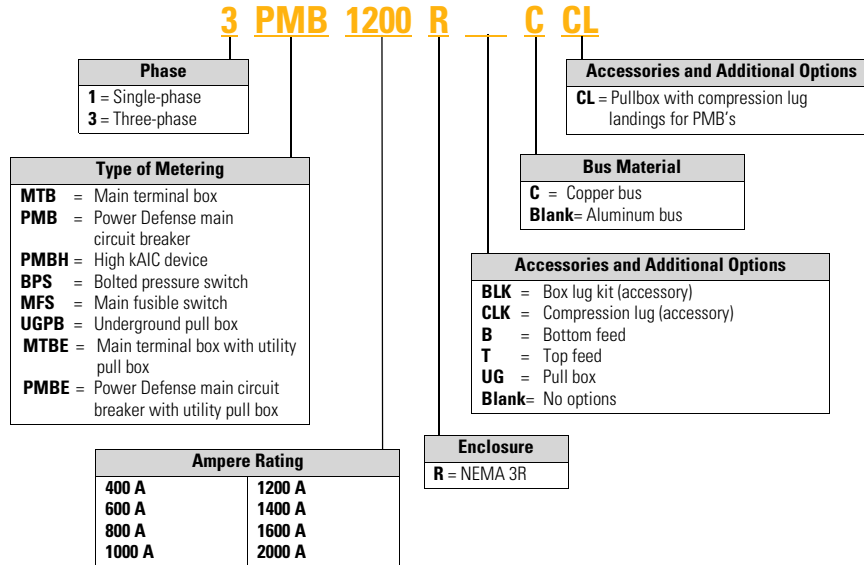 3 PMB 1200 R __ C CL
Phase
1 = Single-phase
3 = Three-phase
Accessories and Additional Options
CL = Pullbox with compression lug
landings for PMB's
Type of Metering
MTB = Main terminal box
PMB = Power Defense main
circuit breaker
PMBH = High kAIC device
BPS = Bolted pressure switch
MFS = Main fusible switch
UGPB = Underground pull box
MTBE = Main terminal box with utility
pull box
PMBE = Power Defense main circuit
breaker with utility pull box
Bus Material
C = Copper bus
Blank= Aluminum bus
Accessories and Additional Options
BLK = Box lug kit (accessory)
CLK = Compression lug (accessory)
B = Bottom feed
T = Top feed
UG = Pull box
Blank= No options
Enclosure
R = NEMA 3R
Ampere Rating
400 A 1200 A
600 A 1400 A
800 A 1600 A
1000 A 2000 A